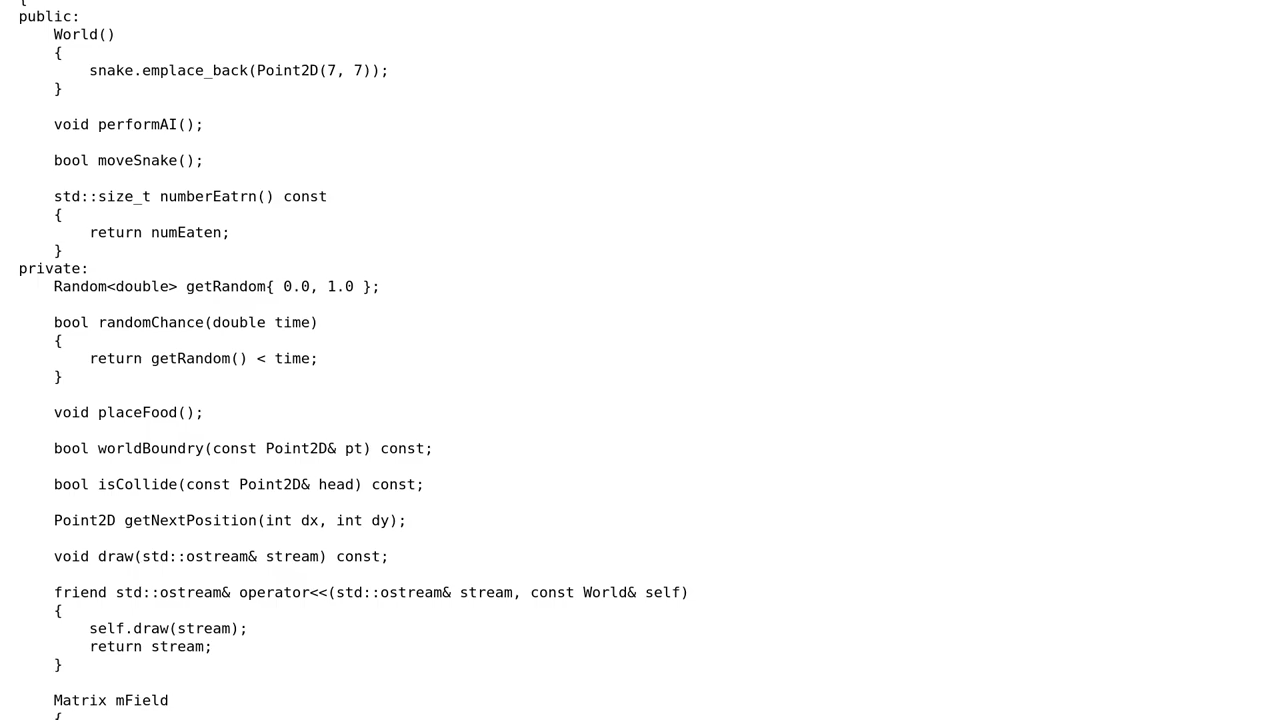 {
public:
    World()
    {
        snake.emplace_back(Point2D(7, 7));
    }

    void performAI();

    bool moveSnake();

    std::size_t numberEatrn() const
    {
        return numEaten;
    }
private:
    Random<double> getRandom{ 0.0, 1.0 };

    bool randomChance(double time)
    {
        return getRandom() < time;
    }

    void placeFood();

    bool worldBoundry(const Point2D& pt) const;

    bool isCollide(const Point2D& head) const;

    Point2D getNextPosition(int dx, int dy);

    void draw(std::ostream& stream) const;

    friend std::ostream& operator<<(std::ostream& stream, const World& self)
    {
        self.draw(stream);
        return stream;
    }

    Matrix mField
    {